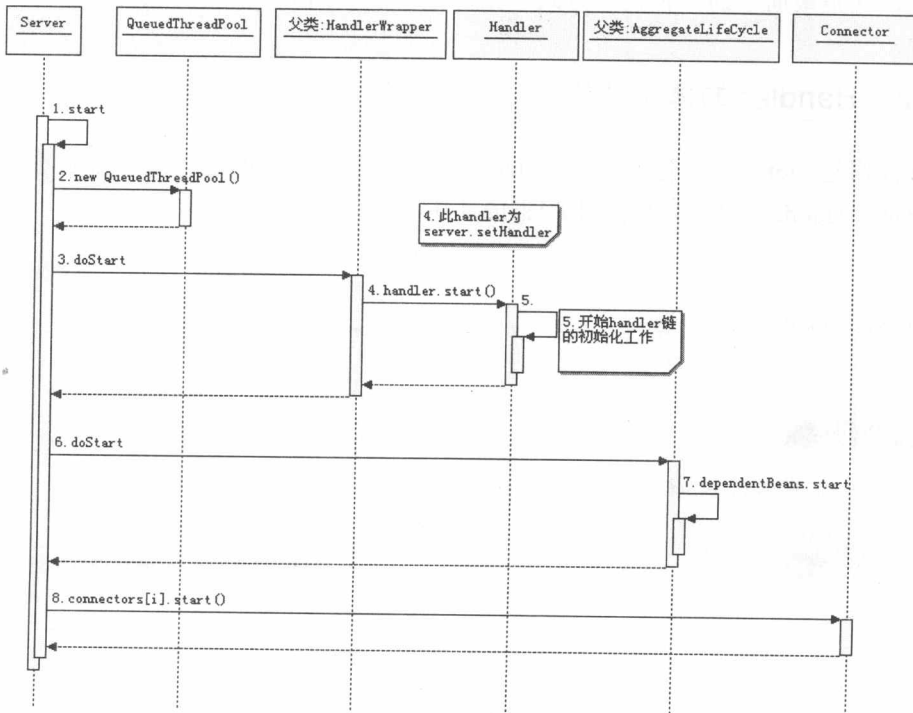 Server
QueuedThreadPool
父类:HandlerWrapper
Handler
父类:AggregateLifeCycle
Connector
1. start
2. new QueuedThreadPool()
4. 此handler为
server. setHandler
3. doStart
4. handler. start()
5.
5. 开始handler链
的初始化工作
6. doStart
7. dependentBeans. start
8. connectors[i]. start()